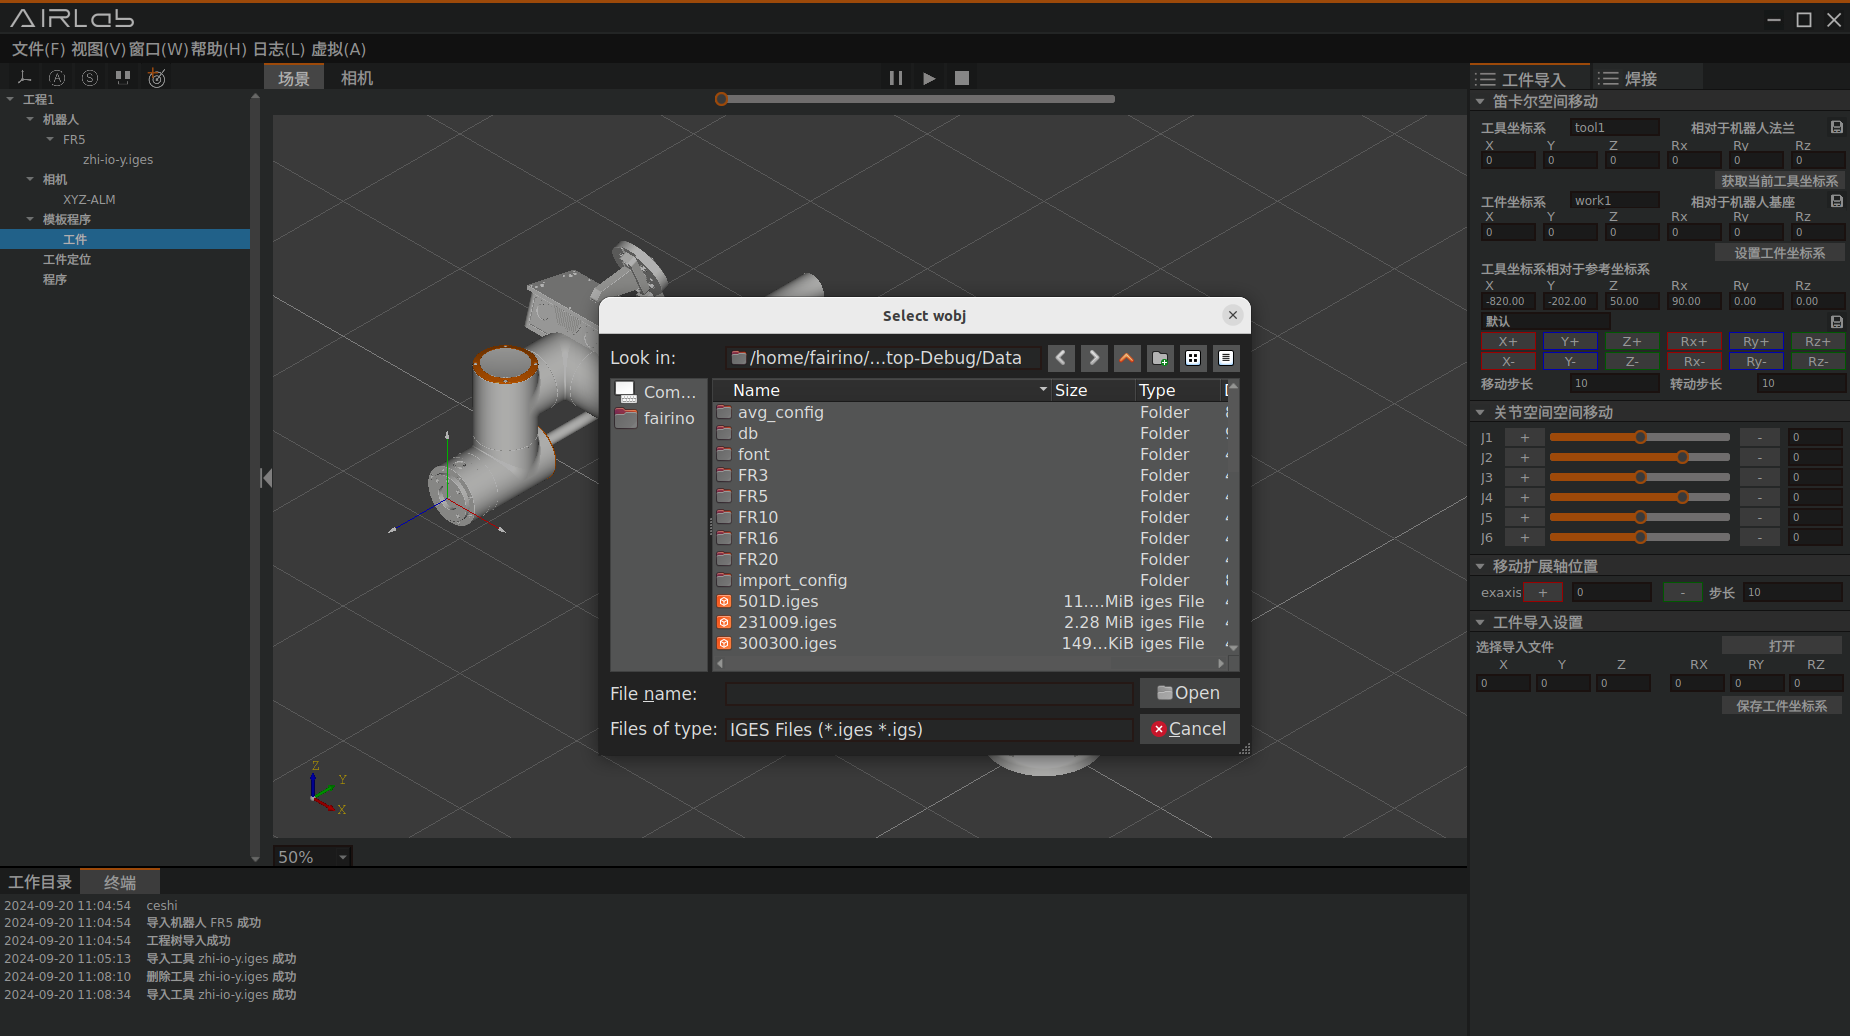 AIRLab
文件(F) 视图(V) 窗口(W) 帮助(H) 日志(L) 虚拟(A)
场景 相机
工程1
机器人
FR5
zhi-io-y.iges
相机
XYZ-ALM
模板程序
工件
工件定位
程序
Z
Y
X
50%
Select wobj
Look in: /home/fairino/...top-Debug/Data
Com...
fairino
Name Size Type
avg_config Folder
db Folder
font Folder
FR3 Folder
FR5 Folder
FR10 Folder
FR16 Folder
FR20 Folder
import_config Folder
501D.iges 11....MiB iges File
231009.iges 2.28 MiB iges File
300300.iges 149...KiB iges File
File name: Open
Files of type: IGES Files (*.iges *.igs) Cancel
工件导入 焊接
笛卡尔空间移动
工具坐标系 tool1 相对于机器人法兰
X Y Z Rx Ry Rz
0 0 0 0 0 0
获取当前工具坐标系
工件坐标系 work1 相对于机器人基座
X Y Z Rx Ry Rz
0 0 0 0 0 0
设置工件坐标系
工具坐标系相对于参考坐标系
X Y Z Rx Ry Rz
-820.00 -202.00 50.00 90.00 0.00 0.00
默认
X+ Y+ Z+ Rx+ Ry+ Rz+
X- Y- Z- Rx- Ry- Rz-
移动步长 10 转动步长 10
关节空间空间移动
J1 + - 0
J2 + - 0
J3 + - 0
J4 + - 0
J5 + - 0
J6 + - 0
移动扩展轴位置
exaxis + 0 - 步长 10
工件导入设置
选择导入文件 打开
X Y Z RX RY RZ
0 0 0 0 0 0
保存工件坐标系
工作目录 终端
2024-09-20 11:04:54 ceshi
2024-09-20 11:04:54 导入机器人 FR5 成功
2024-09-20 11:04:54 工程树导入成功
2024-09-20 11:05:13 导入工具 zhi-io-y.iges 成功
2024-09-20 11:08:10 删除工具 zhi-io-y.iges 成功
2024-09-20 11:08:34 导入工具 zhi-io-y.iges 成功